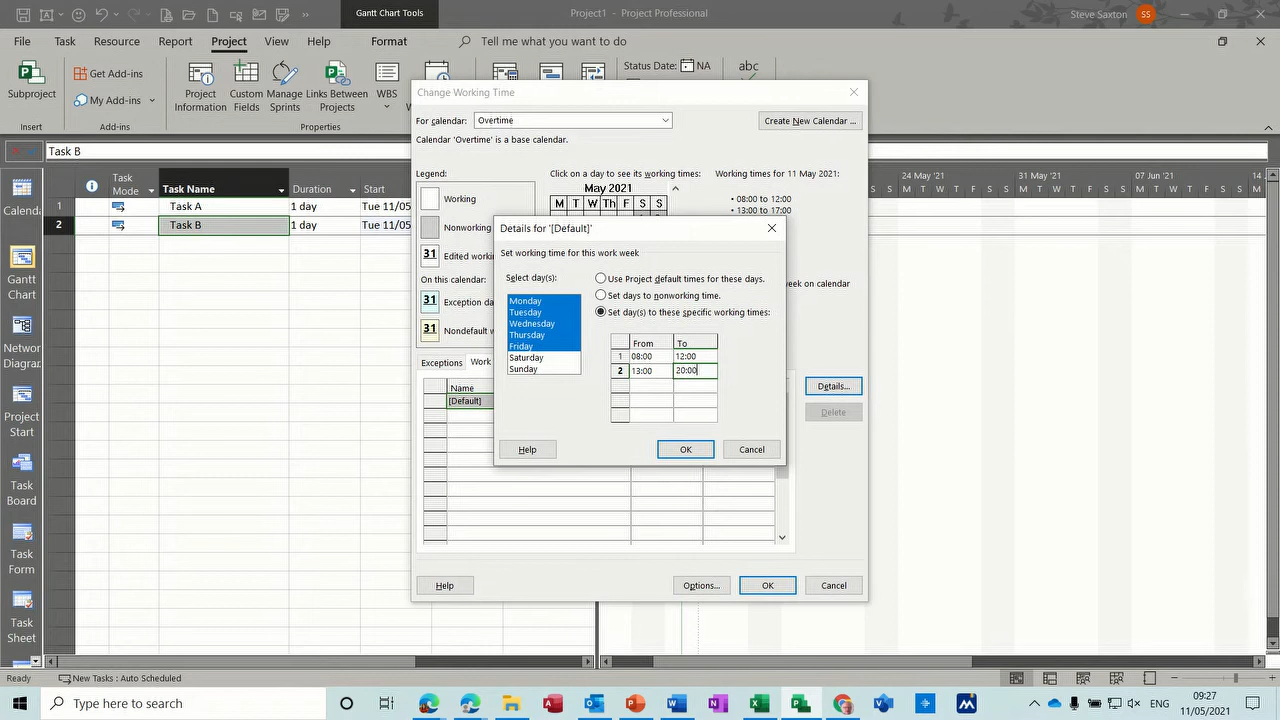 Gantt Chart Tools
Project1 - Project Professional
Steve Saxton
SS
File Task Resource Report Project View Help Format Tell me what you want to do
Subproject
Get Add-ins
My Add-ins
Project Information
Custom Fields
Manage Sprints
Links Between Projects
WBS
Status Date: NA
abc
Insert
Add-ins
Properties
Task B
Task Mode
Task Name
Duration
Start
1 Task A 1 day Tue 11/05
2 Task B 1 day Tue 11/05
24 May '21 31 May '21 07 Jun '21
S S M T W T F S S M T W T F S S M T W T F S S M
Calenda
Gantt Chart
Network Diagram
Project Start
Task Board
Task Form
Task Sheet
Change Working Time
For calendar: Overtime
Create New Calendar ...
Calendar 'Overtime' is a base calendar.
Legend:
Working
Nonworking
31 Edited workin
On this calendar:
31 Exception da
31 Nondefault w
Click on a day to see its working times:
May 2021
M T W Th F S S
Working times for 11 May 2021:
• 08:00 to 12:00
• 13:00 to 17:00
week on calendar
Exceptions Work
Name
[Default]
Details...
Delete
Details for '[Default]'
Set working time for this work week
Select day(s):
Monday
Tuesday
Wednesday
Thursday
Friday
Saturday
Sunday
Use Project default times for these days.
Set days to nonworking time.
Set day(s) to these specific working times:
From To
1 08:00 12:00
2 13:00 20:00
Help OK Cancel
Help Options... OK Cancel
Ready New Tasks : Auto Scheduled
Type here to search
09:27
11/05/2021